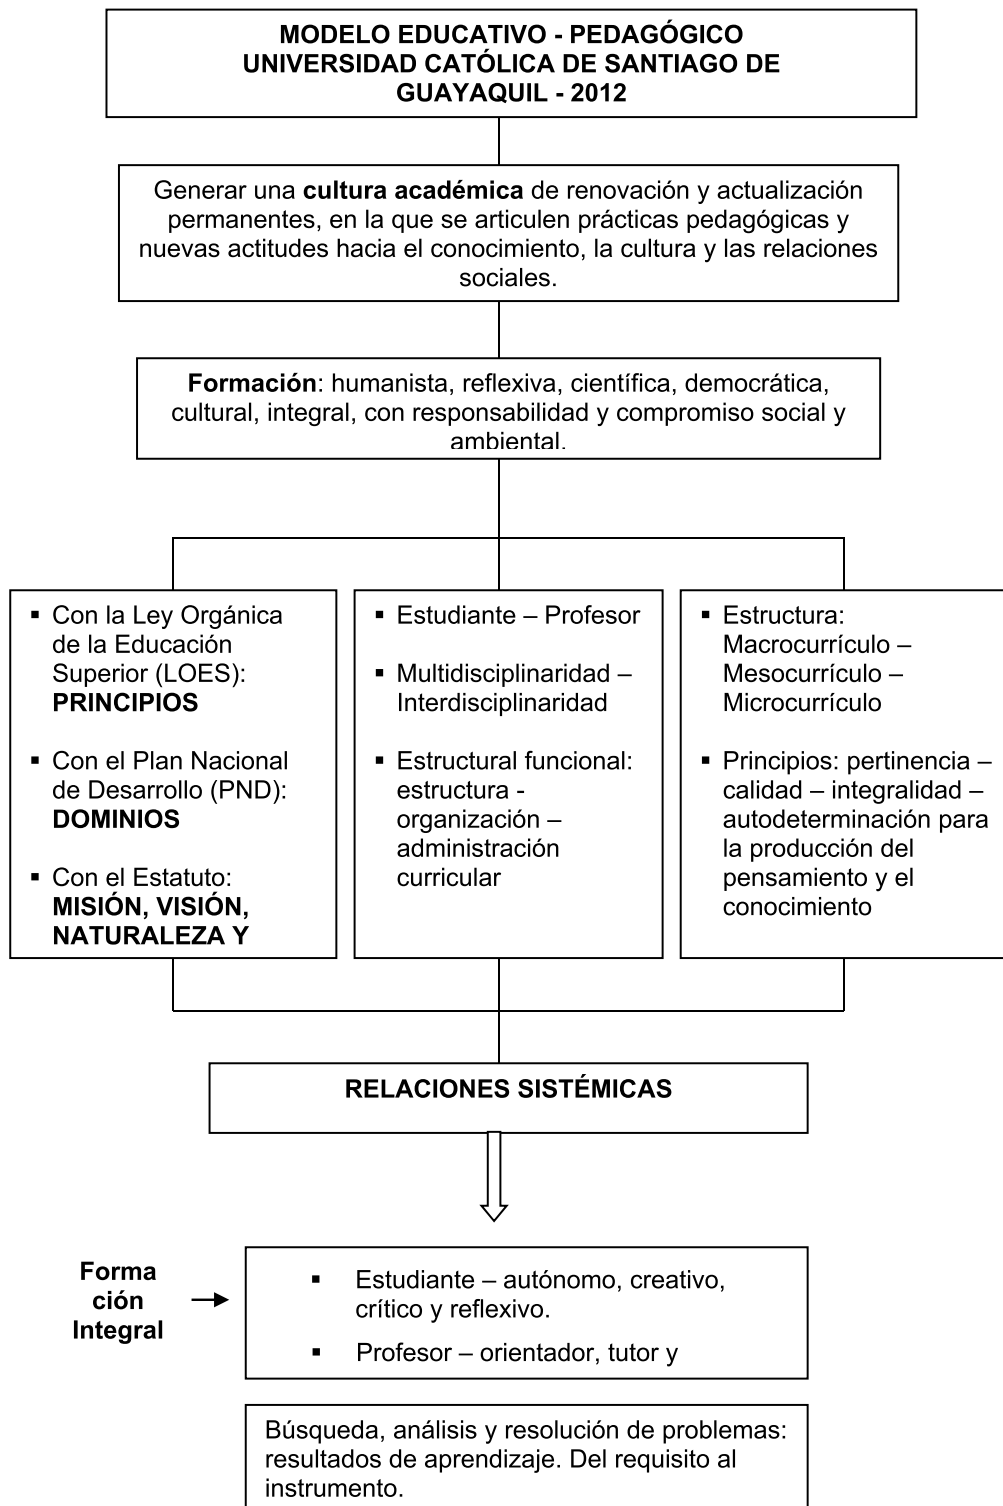 MODELO EDUCATIVO - PEDAGÓGICO
UNIVERSIDAD CATÓLICA DE SANTIAGO DE
GUAYAQUIL - 2012
Generar una cultura académica de renovación y actualización
permanentes, en la que se articulen prácticas pedagógicas y
nuevas actitudes hacia el conocimiento, la cultura y las relaciones
sociales.
Formación: humanista, reflexiva, científica, democrática,
cultural, integral, con responsabilidad y compromiso social y
ambiental.
▪ Con la Ley Orgánica
de la Educación
Superior (LOES):
PRINCIPIOS
▪ Con el Plan Nacional
de Desarrollo (PND):
DOMINIOS
▪ Con el Estatuto:
MISIÓN, VISIÓN,
NATURALEZA Y
▪ Estudiante – Profesor
▪ Multidisciplinaridad –
Interdisciplinaridad
▪ Estructural funcional:
estructura -
organización –
administración
curricular
▪ Estructura:
Macrocurrículo –
Mesocurrículo –
Microcurrículo
▪ Principios: pertinencia –
calidad – integralidad –
autodeterminación para
la producción del
pensamiento y el
conocimiento
RELACIONES SISTÉMICAS
Forma
ción
Integral
▪ Estudiante – autónomo, creativo,
crítico y reflexivo.
▪ Profesor – orientador, tutor y
Búsqueda, análisis y resolución de problemas:
resultados de aprendizaje. Del requisito al
instrumento.